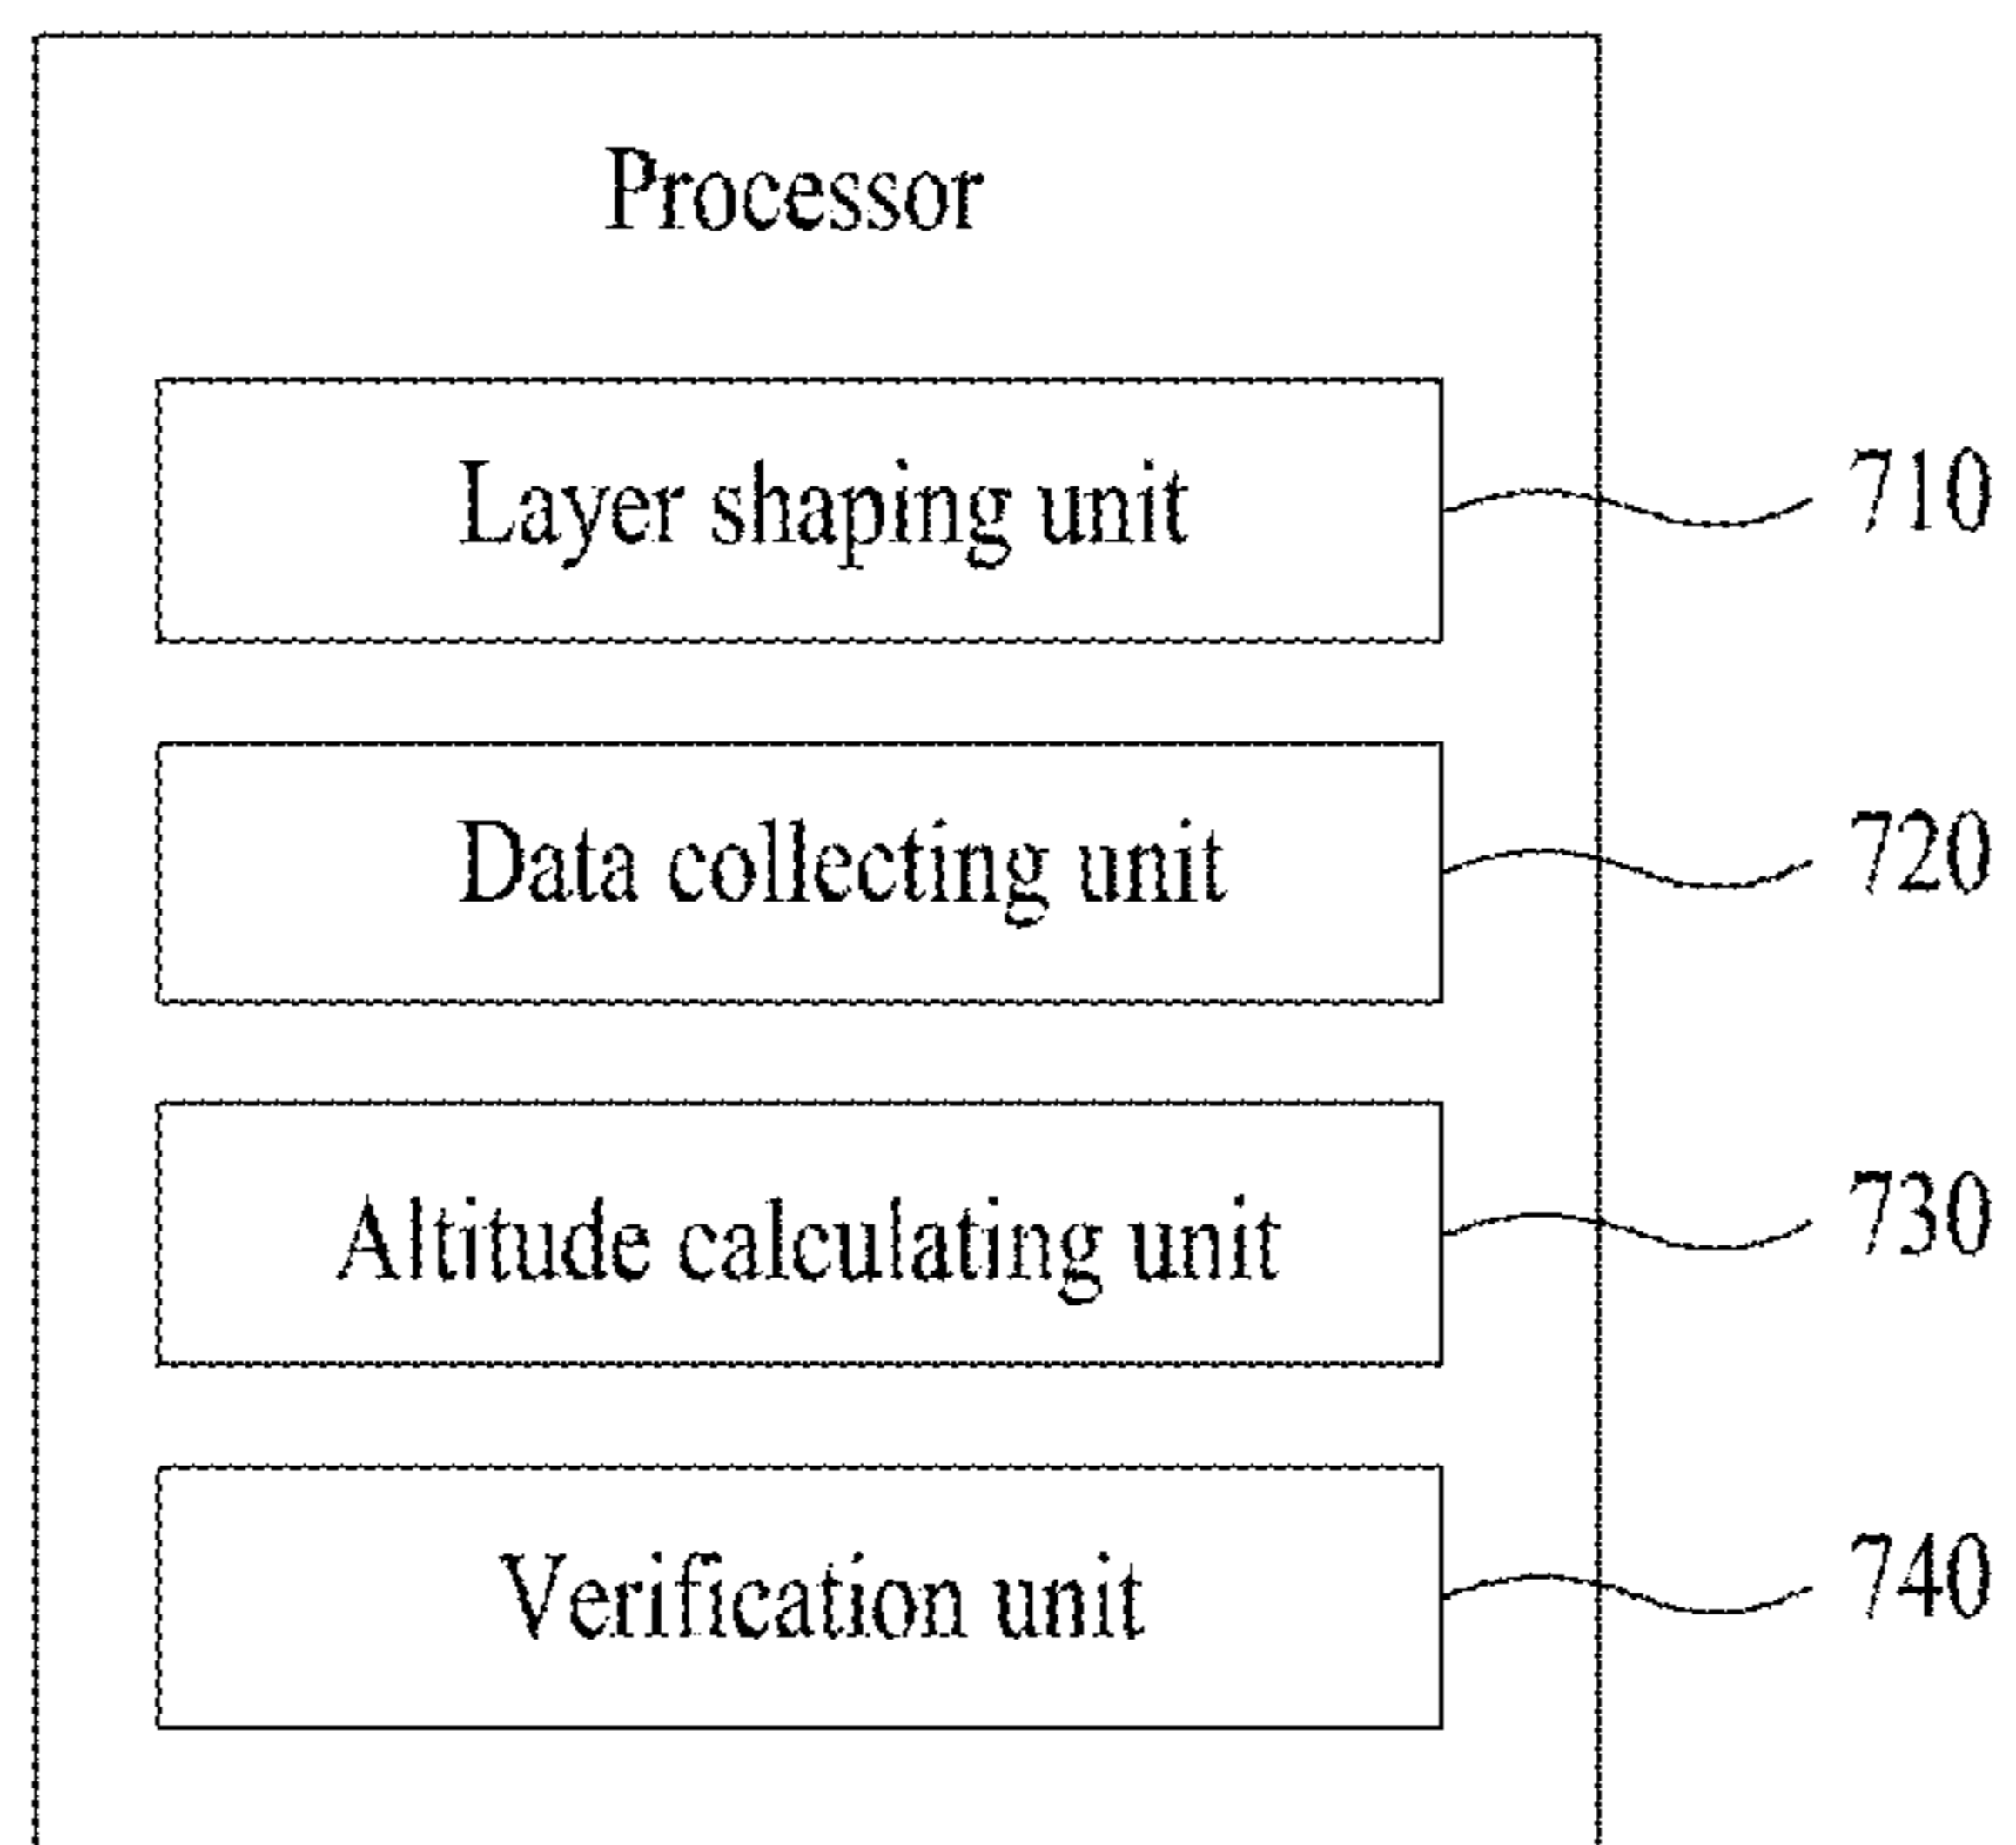 Processor
Layer shaping unit
710
Data collecting unit
720
Altitude calculating unit
730
Verification unit
740